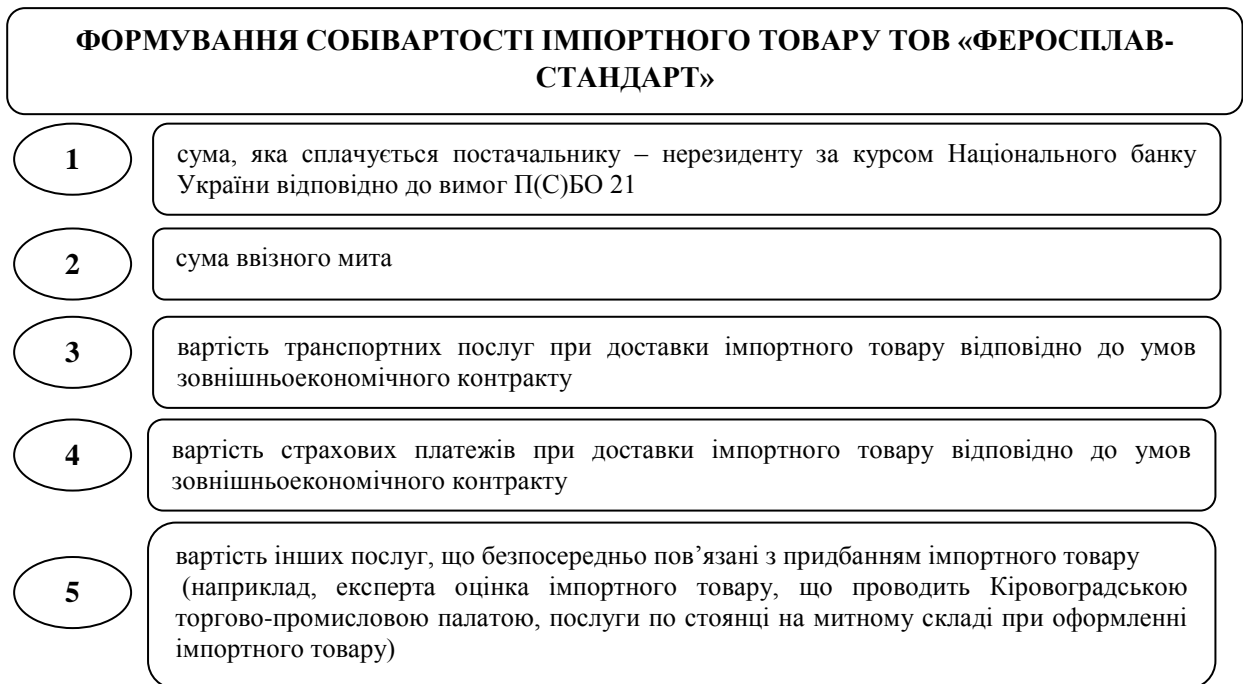 ФОРМУВАННЯ СОБІВАРТОСТІ ІМПОРТНОГО ТОВАРУ ТОВ «ФЕРОСПЛАВ-
СТАНДАРТ»
1
сума, яка сплачується постачальнику – нерезиденту за курсом Національного банку
України відповідно до вимог П(С)БО 21
2
сума ввізного мита
3
вартість транспортних послуг при доставки імпортного товару відповідно до умов
зовнішньоекономічного контракту
4
вартість страхових платежів при доставки імпортного товару відповідно до умов
зовнішньоекономічного контракту
5
вартість інших послуг, що безпосередньо пов’язані з придбанням імпортного товару
(наприклад, експерта оцінка імпортного товару, що проводить Кіровоградською
торгово-промисловою палатою, послуги по стоянці на митному складі при оформленні
імпортного товару)